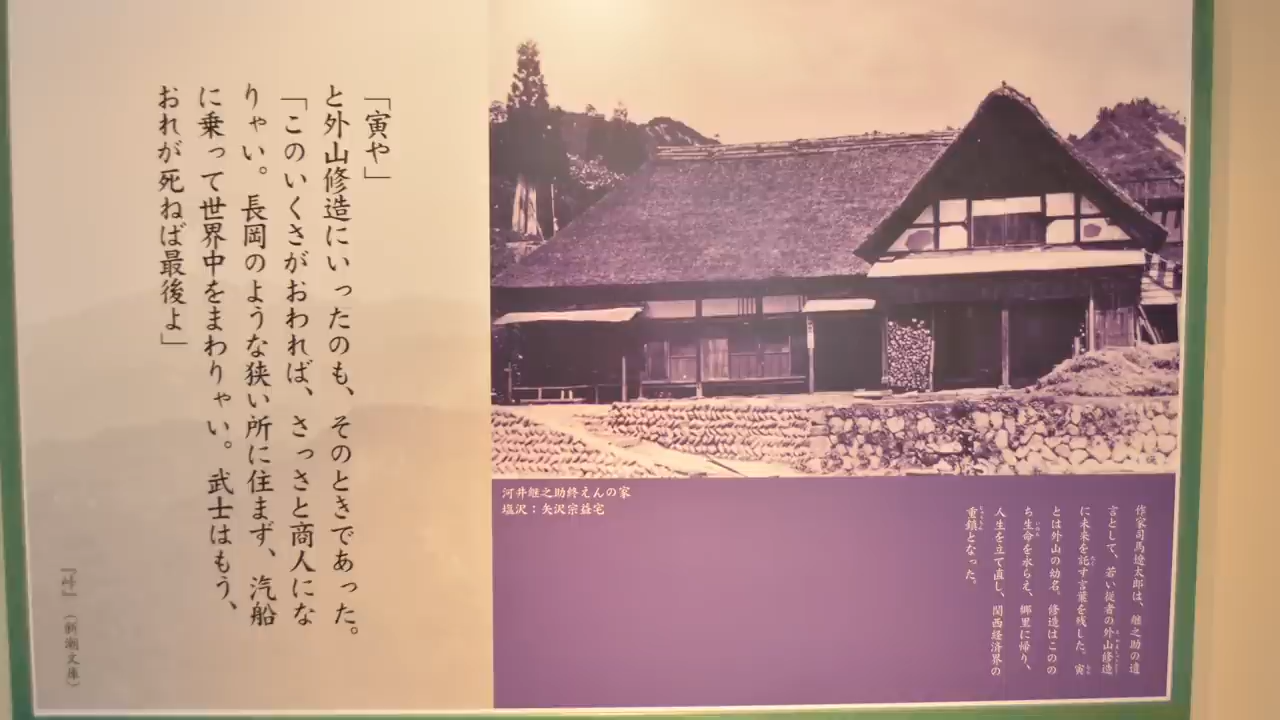 「寅や」
と外山修造にいったのも、そのときであった。
「このいくさがおわれば、さっさと商人にな
りゃい。長岡のような狭い所に住まず、汽船
に乗って世界中をまわりゃい。武士はもう、
おれが死ねば最後よ」
『峠』（新潮文庫）
河井継之助終えんの家
塩沢：矢沢宗益宅
作家司馬遼太郎は、継之助の遺
言として、若い従者の外山修造
に未来を託す言葉を残した。寅
とは外山の幼名。修造はこのの
ち生命を永らえ、郷里に帰り、
人生を立て直し、関西経済界の
重鎮となった。